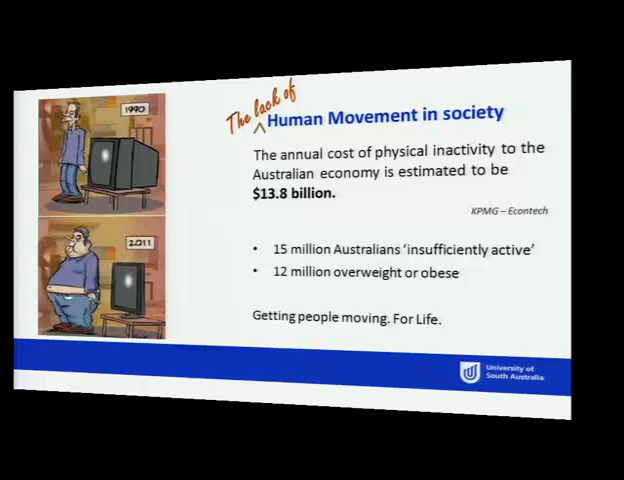 1990
2011
The lack of
Human Movement in society
The annual cost of physical inactivity to the
Australian economy is estimated to be
$13.8 billion.
KPMG – Econtech
• 15 million Australians ‘insufficiently active’
• 12 million overweight or obese
Getting people moving. For Life.
University of
South Australia